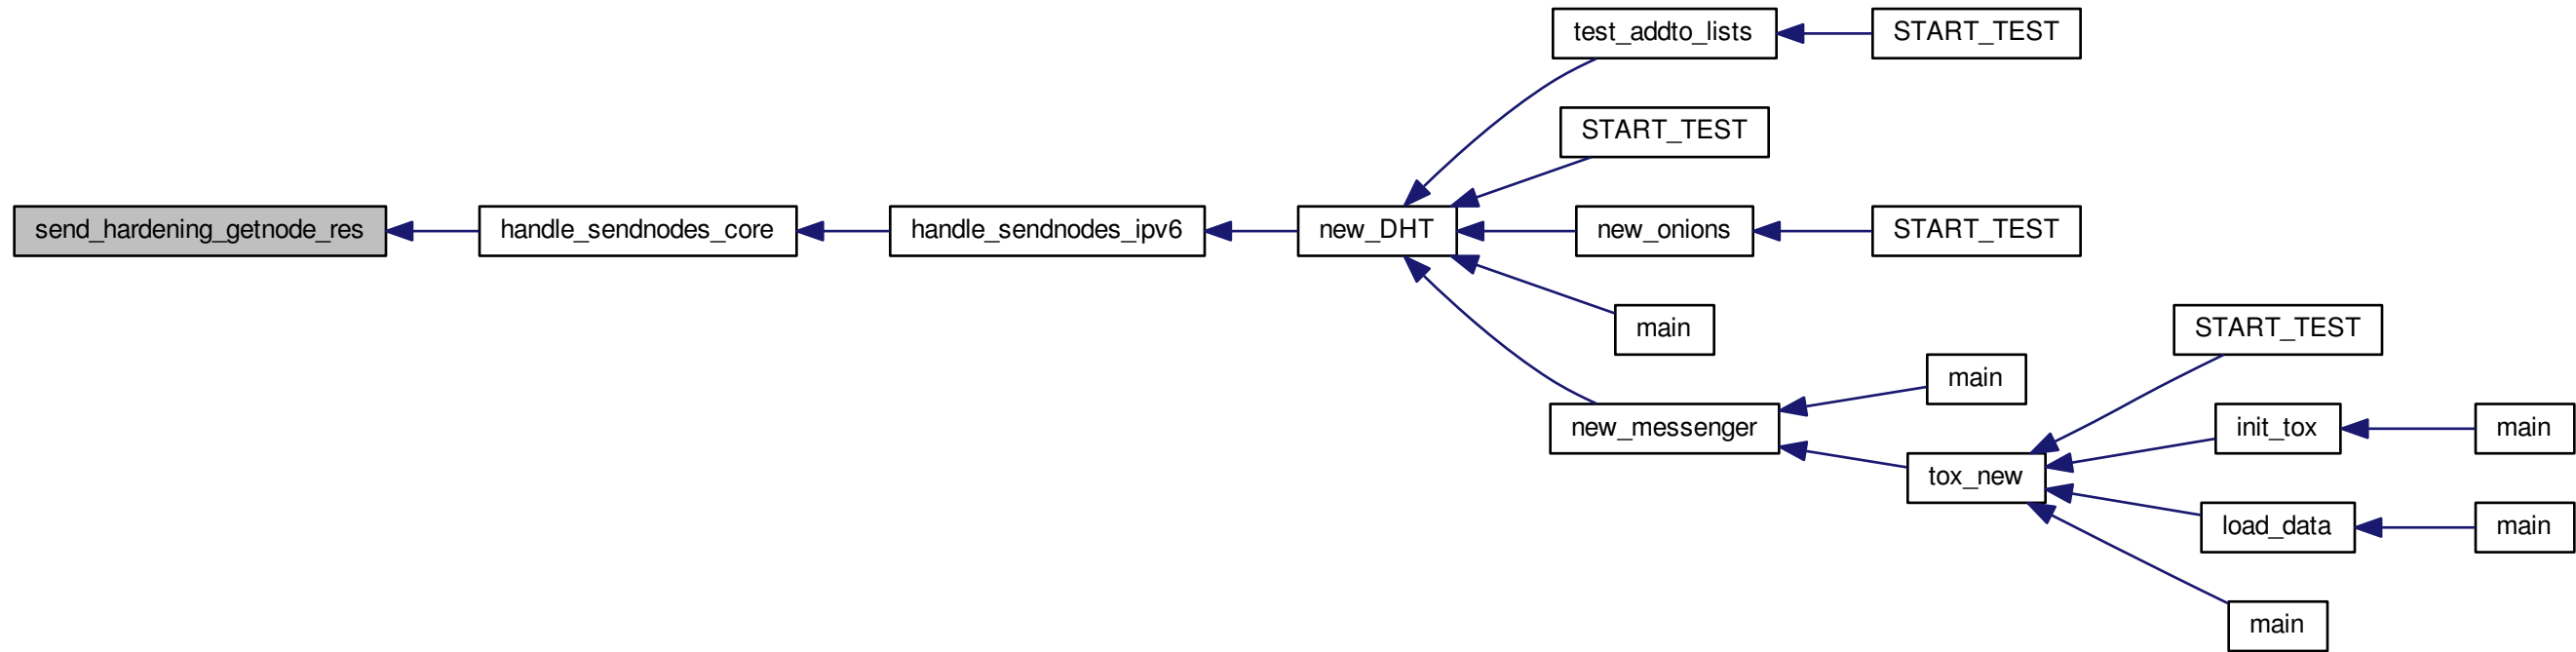 test_addto_lists
START_TEST
START_TEST
send_hardening_getnode_res
handle_sendnodes_core
handle_sendnodes_ipv6
new_DHT
new_onions
START_TEST
main
START_TEST
main
new_messenger
init_tox
main
tox_new
load_data
main
main